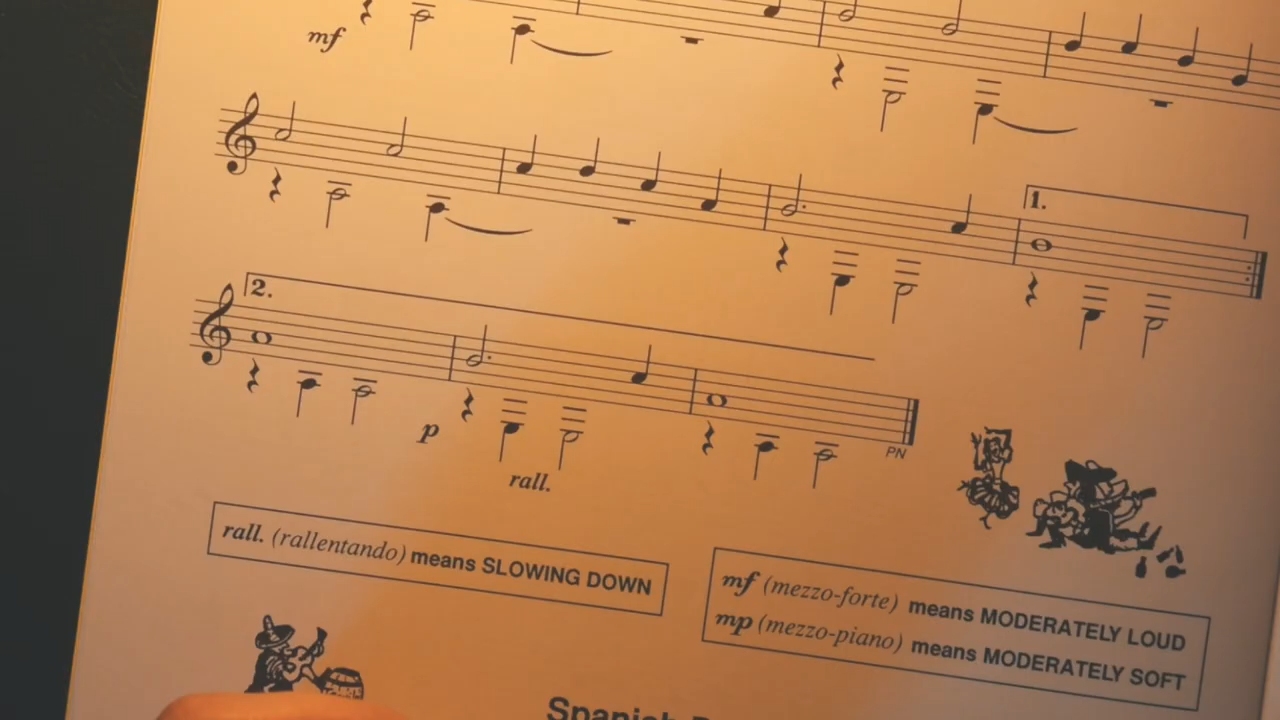 mf
1.
2.
p
rall.
PN
rall. (rallentando) means SLOWING DOWN
mf (mezzo-forte) means MODERATELY LOUD
mp (mezzo-piano) means MODERATELY SOFT
Spanish